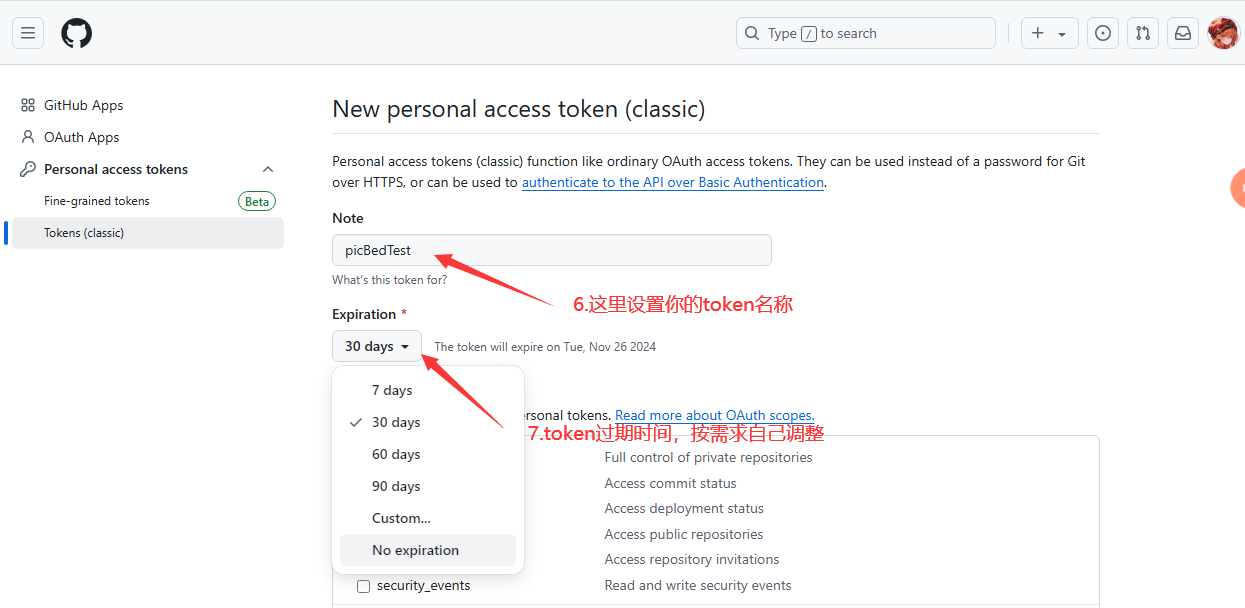 Type / to search
GitHub Apps
OAuth Apps
Personal access tokens
Fine-grained tokens Beta
Tokens (classic)
New personal access token (classic)
Personal access tokens (classic) function like ordinary OAuth access tokens. They can be used instead of a password for Git
over HTTPS, or can be used to authenticate to the API over Basic Authentication.
Note
picBedTest
What's this token for?
6.这里设置你的token名称
Expiration *
30 days The token will expire on Tue, Nov 26 2024
7 days
30 days
60 days
90 days
Custom...
No expiration
tokens. Read more about OAuth scopes.
7.token过期时间，按需求自己调整
Full control of private repositories
Access commit status
Access deployment status
Access public repositories
Access repository invitations
security_events Read and write security events